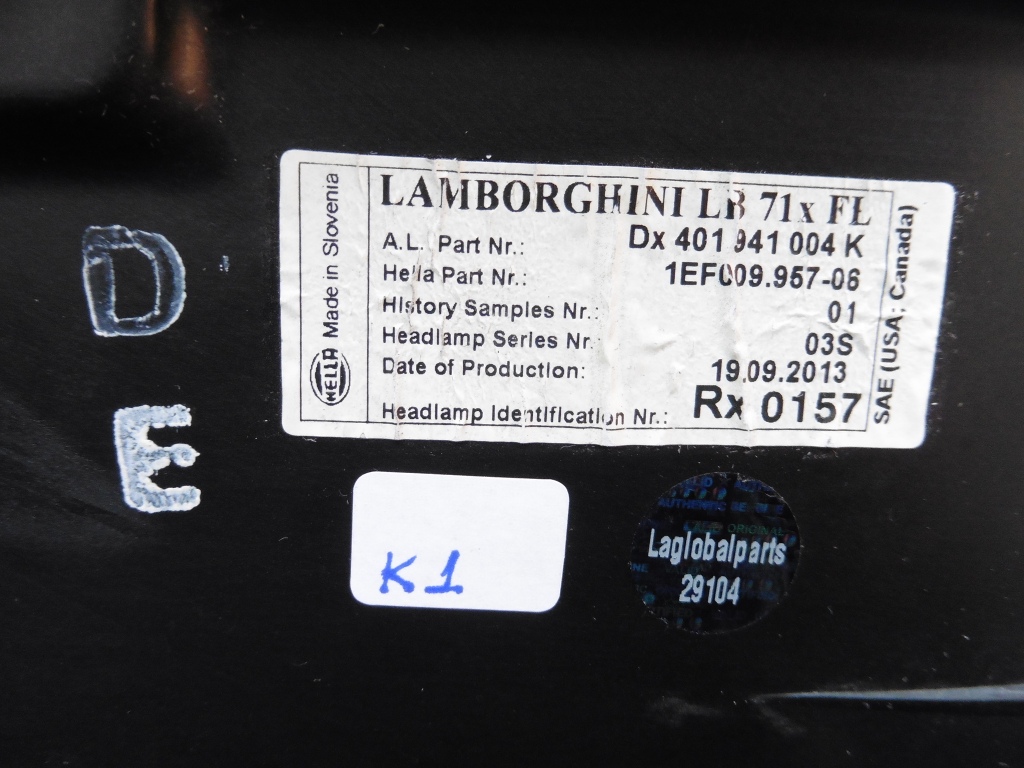 D
E
HELLA Made in Slovenia
LAMBORGHINI LB 71x FL
A.L. Part Nr.: Dx 401 941 004 K
Hella Part Nr.: 1EF009.957-06
History Samples Nr.: 01
Headlamp Series Nr.: 03S
Date of Production: 19.09.2013
Headlamp Identification Nr.: Rx 0157
SAE (USA; Canada)
K1
ORIGINAL
Laglobalparts
29104